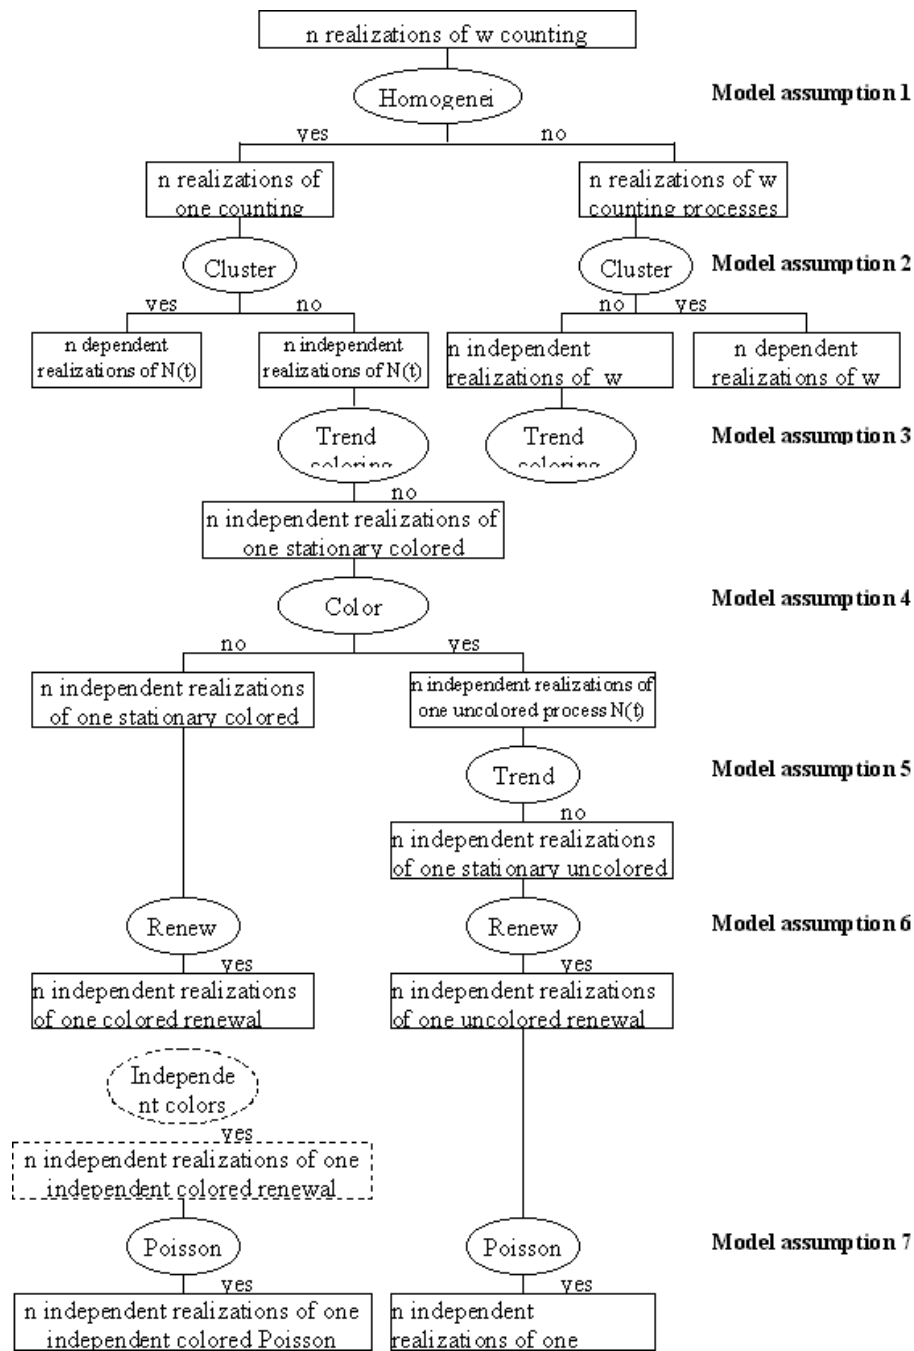 n realizations of w counting
Homogenei
Model assumption 1
yes
no
n realizations of
one counting
n realizations of w
counting processes
Cluster
Cluster
Model assumption 2
yes
no
no
yes
n dependent
realizations of N(t)
n independent
realizations of N(t)
n independent
realizations of w
n dependent
realizations of w
Trend
coloring
Trend
coloring
Model assumption 3
no
n independent realizations of
one stationary colored
Color
Model assumption 4
no
yes
n independent realizations
of one stationary colored
n independent realizations of
one uncolored process N(t)
Trend
Model assumption 5
no
n independent realizations
of one stationary uncolored
Renew
Renew
Model assumption 6
yes
yes
n independent realizations
of one colored renewal
n independent realizations
of one uncolored renewal
Independe
nt colors
yes
n independent realizations of one
independent colored renewal
Poisson
Poisson
Model assumption 7
yes
yes
n independent realizations of one
independent colored Poisson
n independent
realizations of one